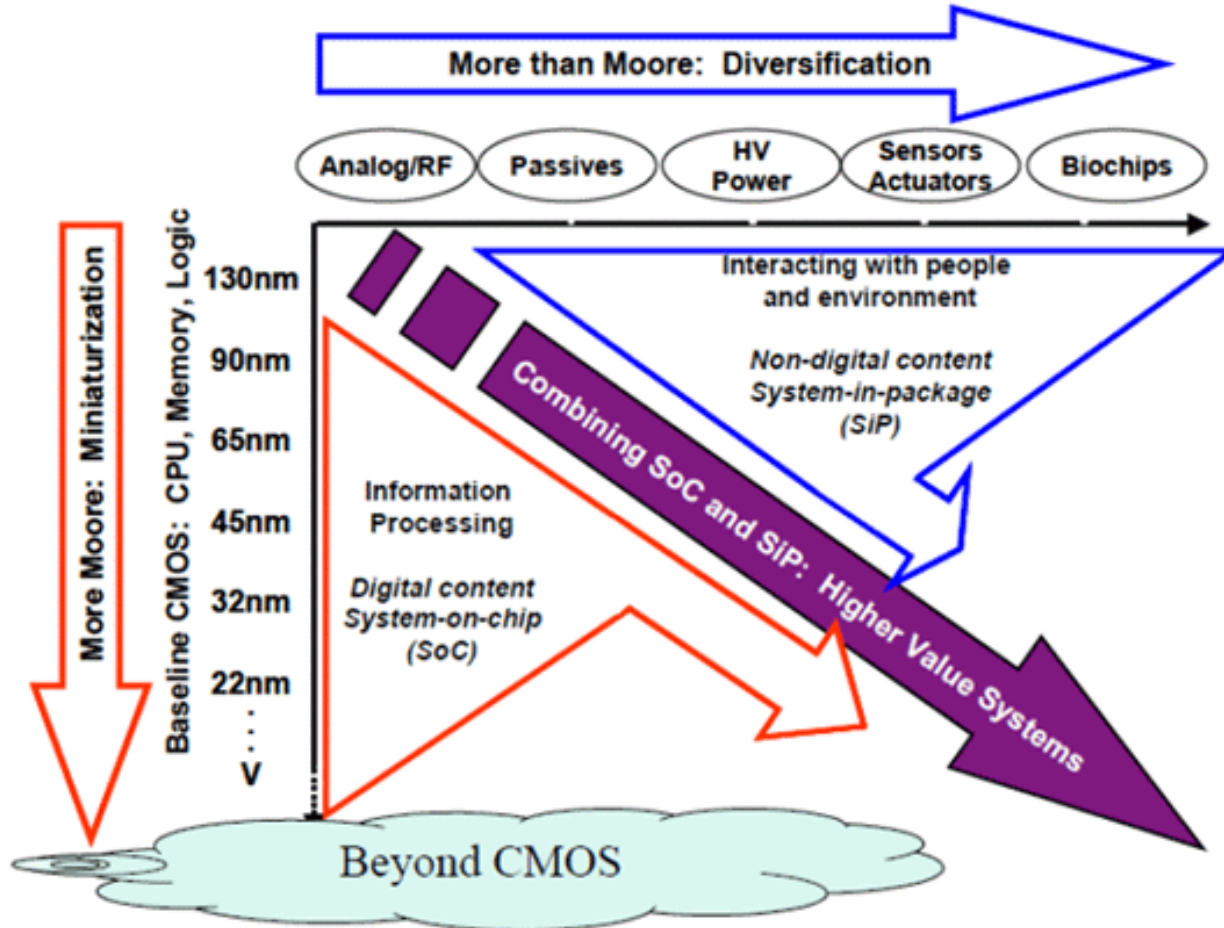 More than Moore: Diversification
Analog/RF
Passives
HV
Power
Sensors
Actuators
Biochips
More Moore: Miniaturization
Baseline CMOS: CPU, Memory, Logic
130nm
90nm
65nm
45nm
32nm
22nm
.
.
.
.
V
Interacting with people
and environment
Non-digital content
System-in-package
(SiP)
Combining SoC and SiP: Higher Value Systems
Information
Processing
Digital content
System-on-chip
(SoC)
Beyond CMOS